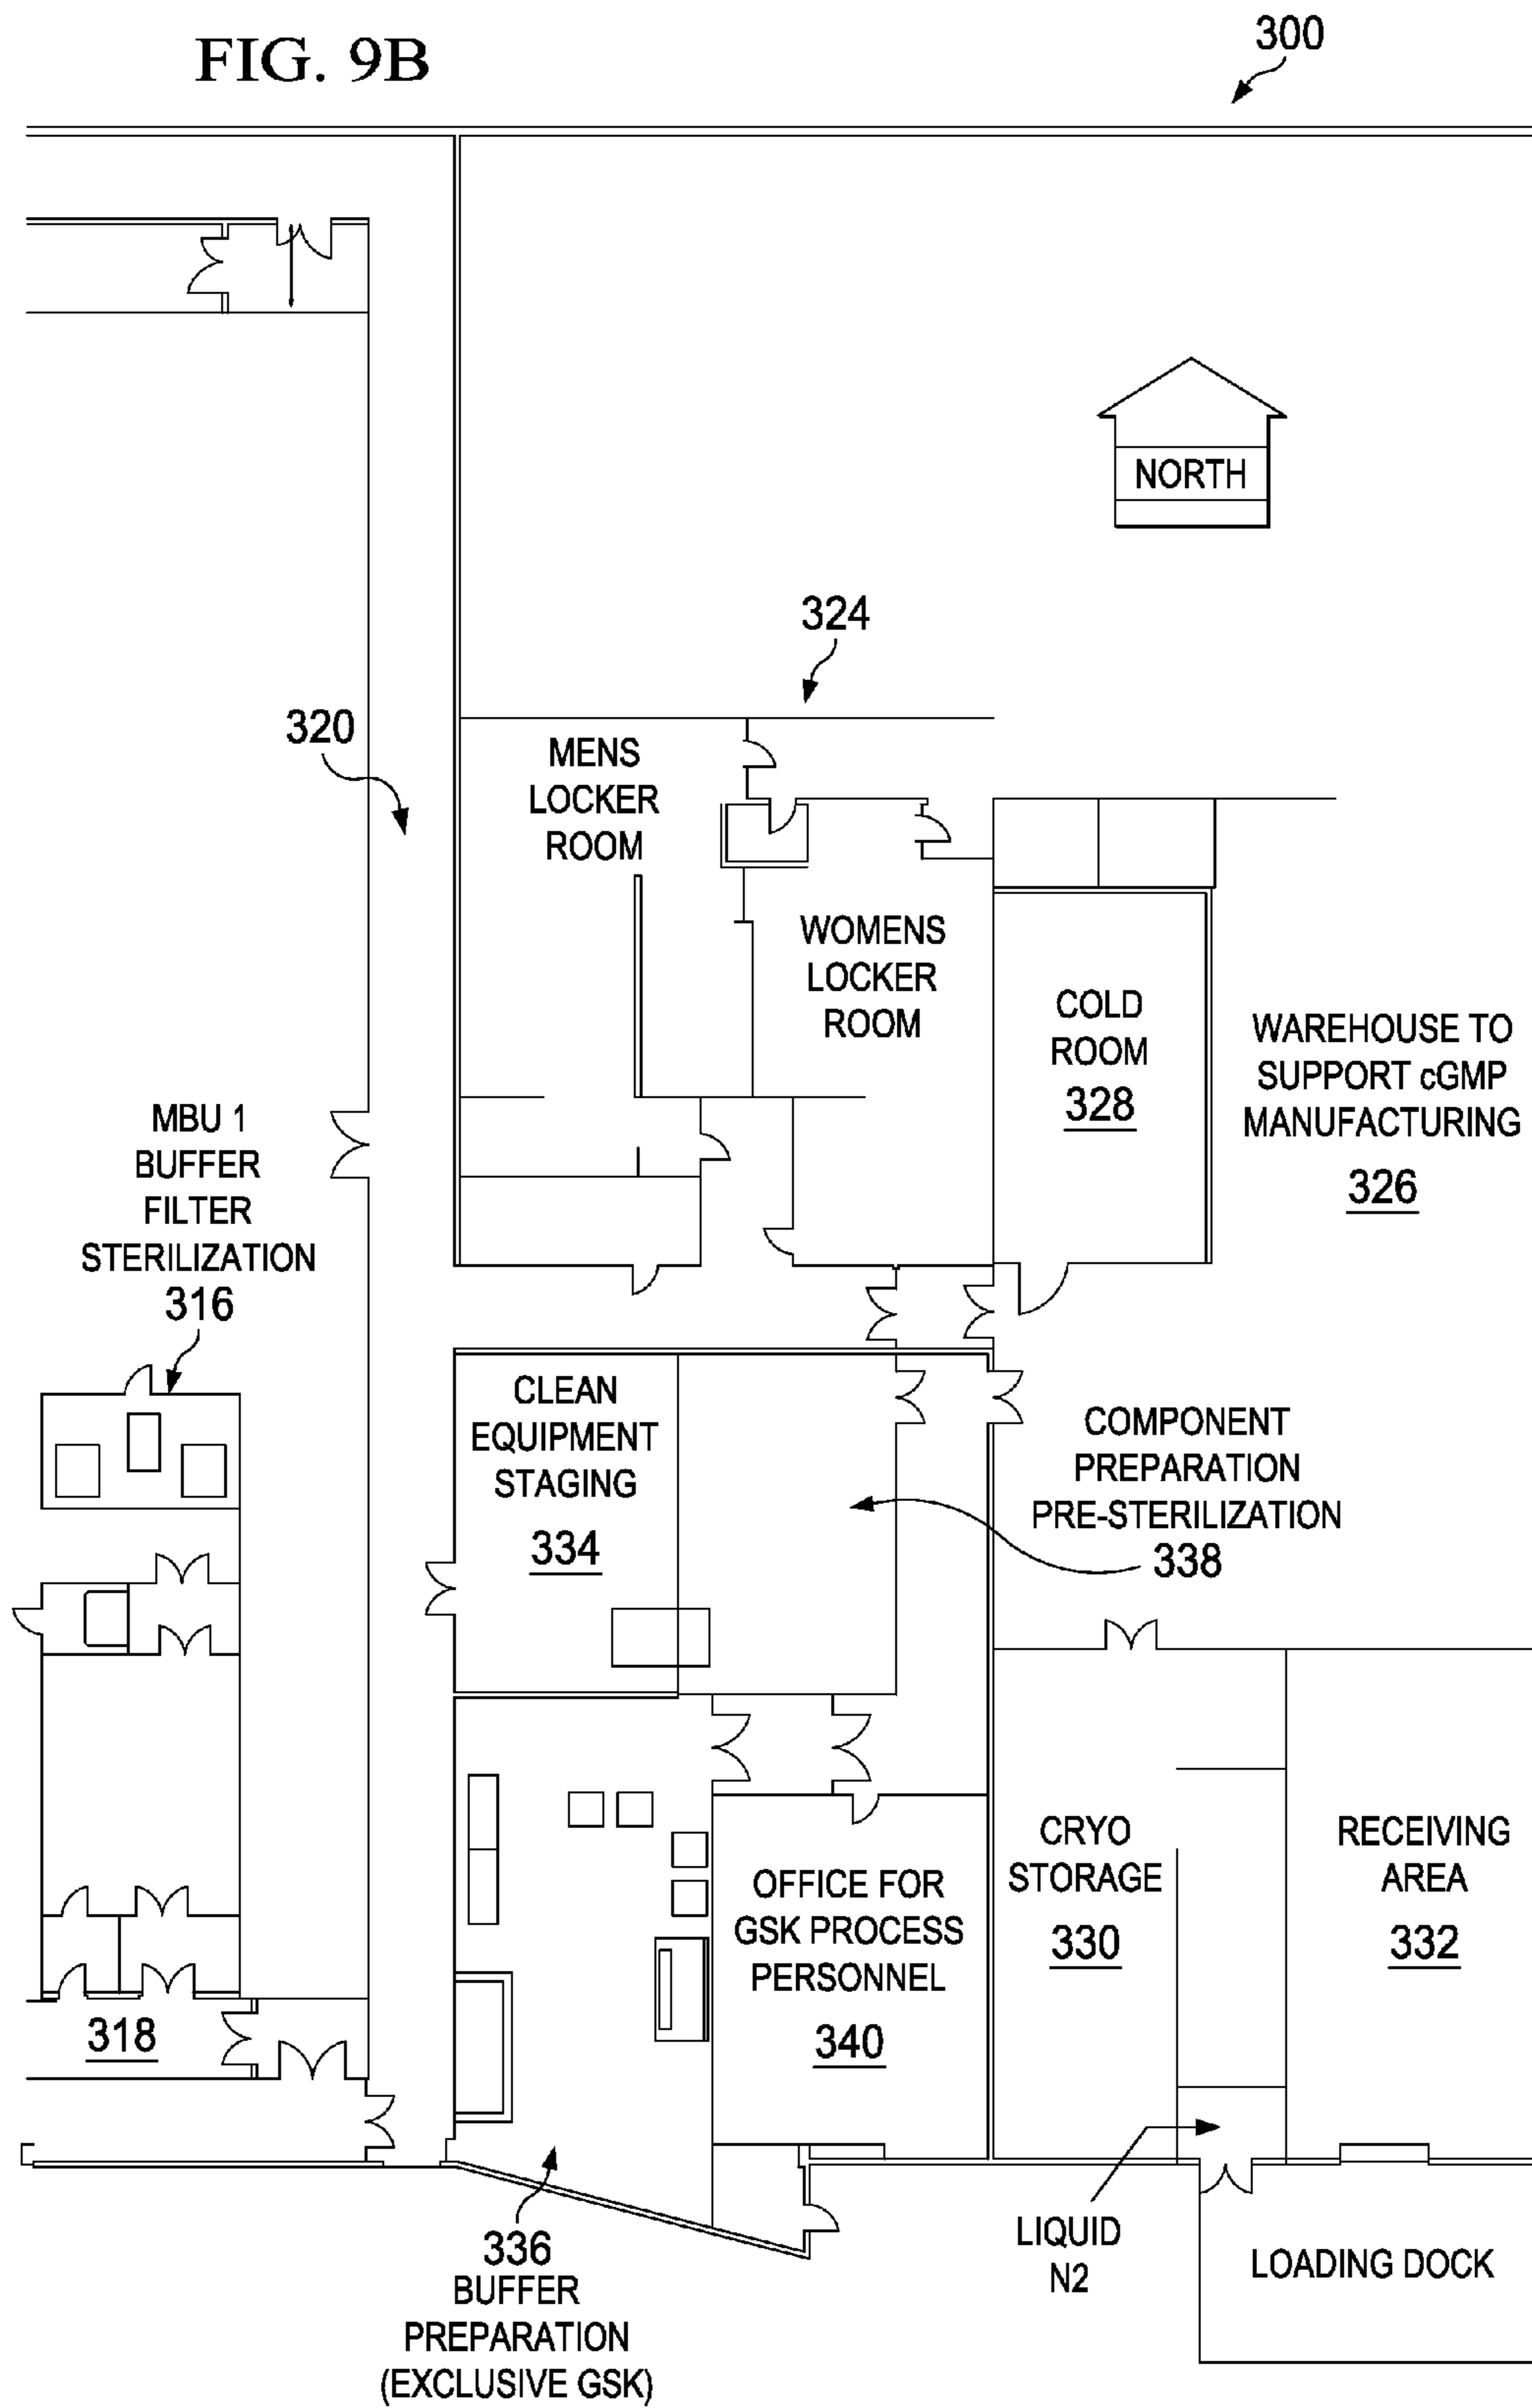 FIG. 9B
300
NORTH
324
320
MENS
LOCKER
ROOM
WOMENS
LOCKER
ROOM
COLD
ROOM
328
WAREHOUSE TO
SUPPORT cGMP
MANUFACTURING
326
MBU 1
BUFFER
FILTER
STERILIZATION
316
CLEAN
EQUIPMENT
STAGING
334
COMPONENT
PREPARATION
PRE-STERILIZATION
338
CRYO
STORAGE
330
RECEIVING
AREA
332
OFFICE FOR
GSK PROCESS
PERSONNEL
340
318
336
BUFFER
PREPARATION
(EXCLUSIVE GSK)
LIQUID
N2
LOADING DOCK